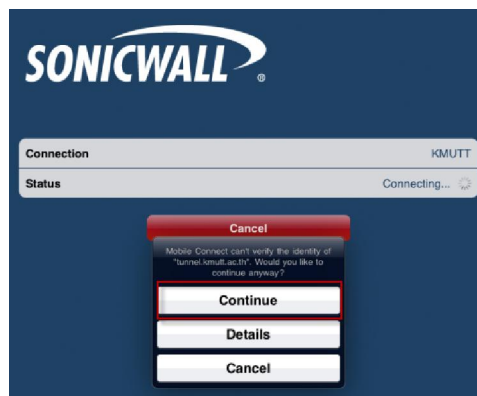 SONICWALL®
Connection KMUTT
Status Connecting...
Cancel
Mobile Connect can't verify the identity of
"tunnel.kmutt.ac.th". Would you like to
continue anyway?
Continue
Details
Cancel